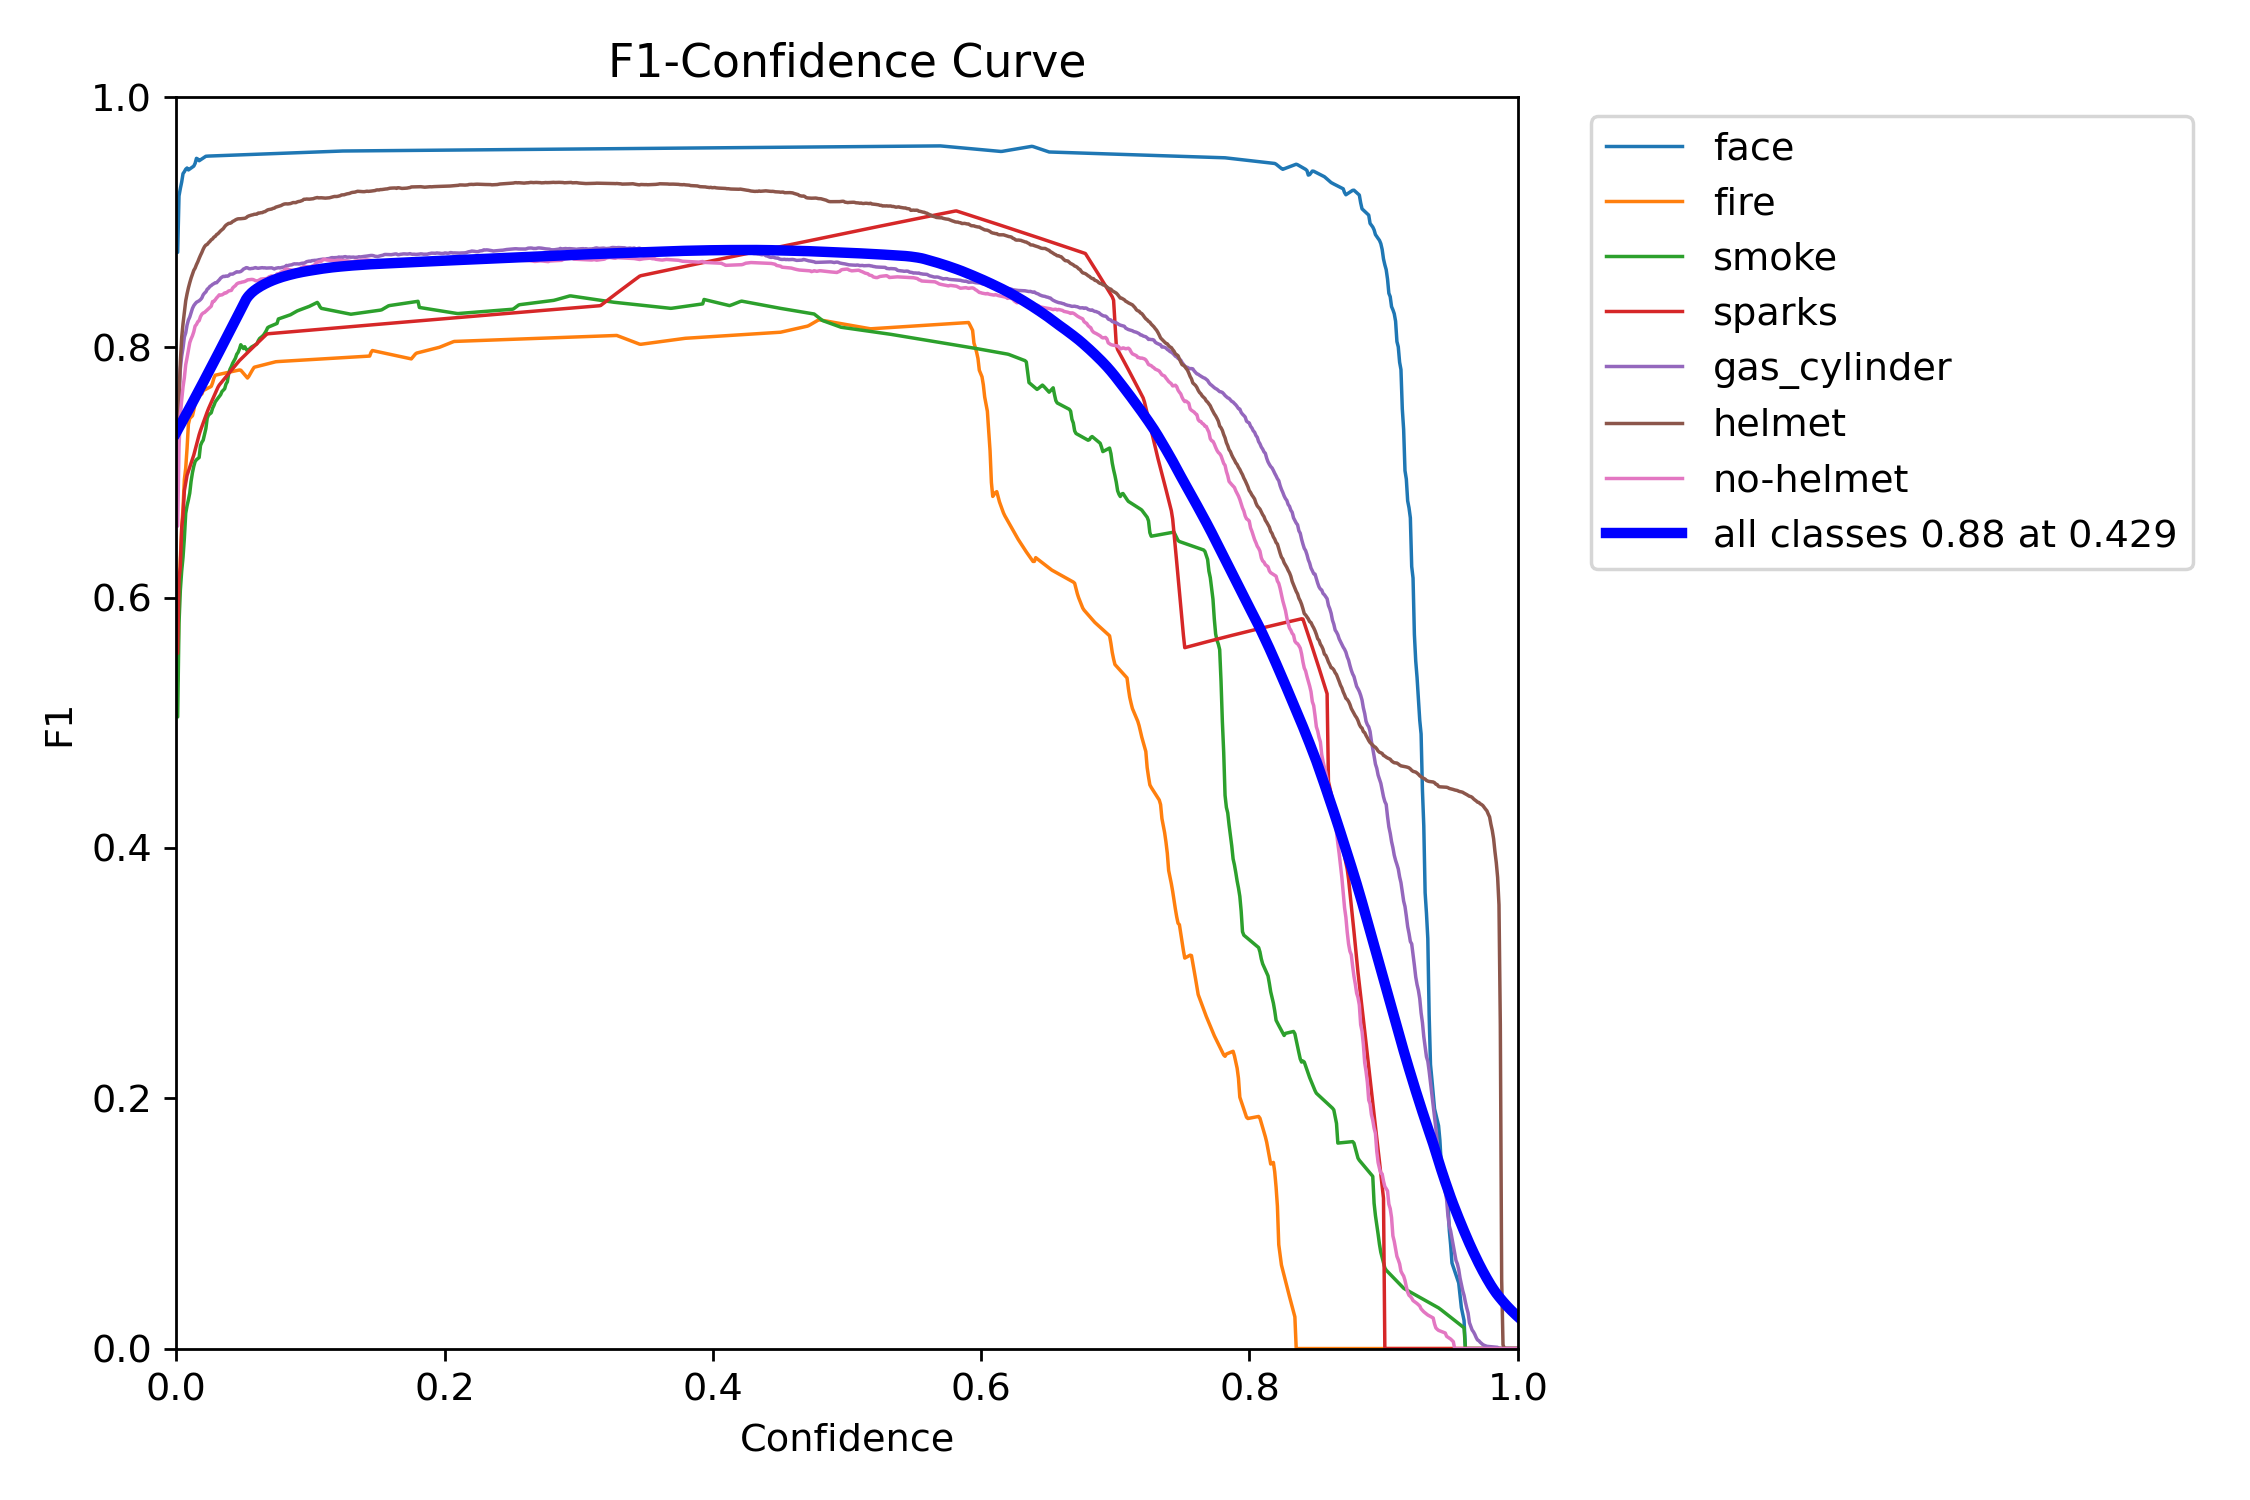 F1-Confidence Curve
1.0
0.8
0.6
0.4
0.2
0.0
F1
0.0 0.2 0.4 0.6 0.8 1.0
Confidence
face
fire
smoke
sparks
gas_cylinder
helmet
no-helmet
all classes 0.88 at 0.429